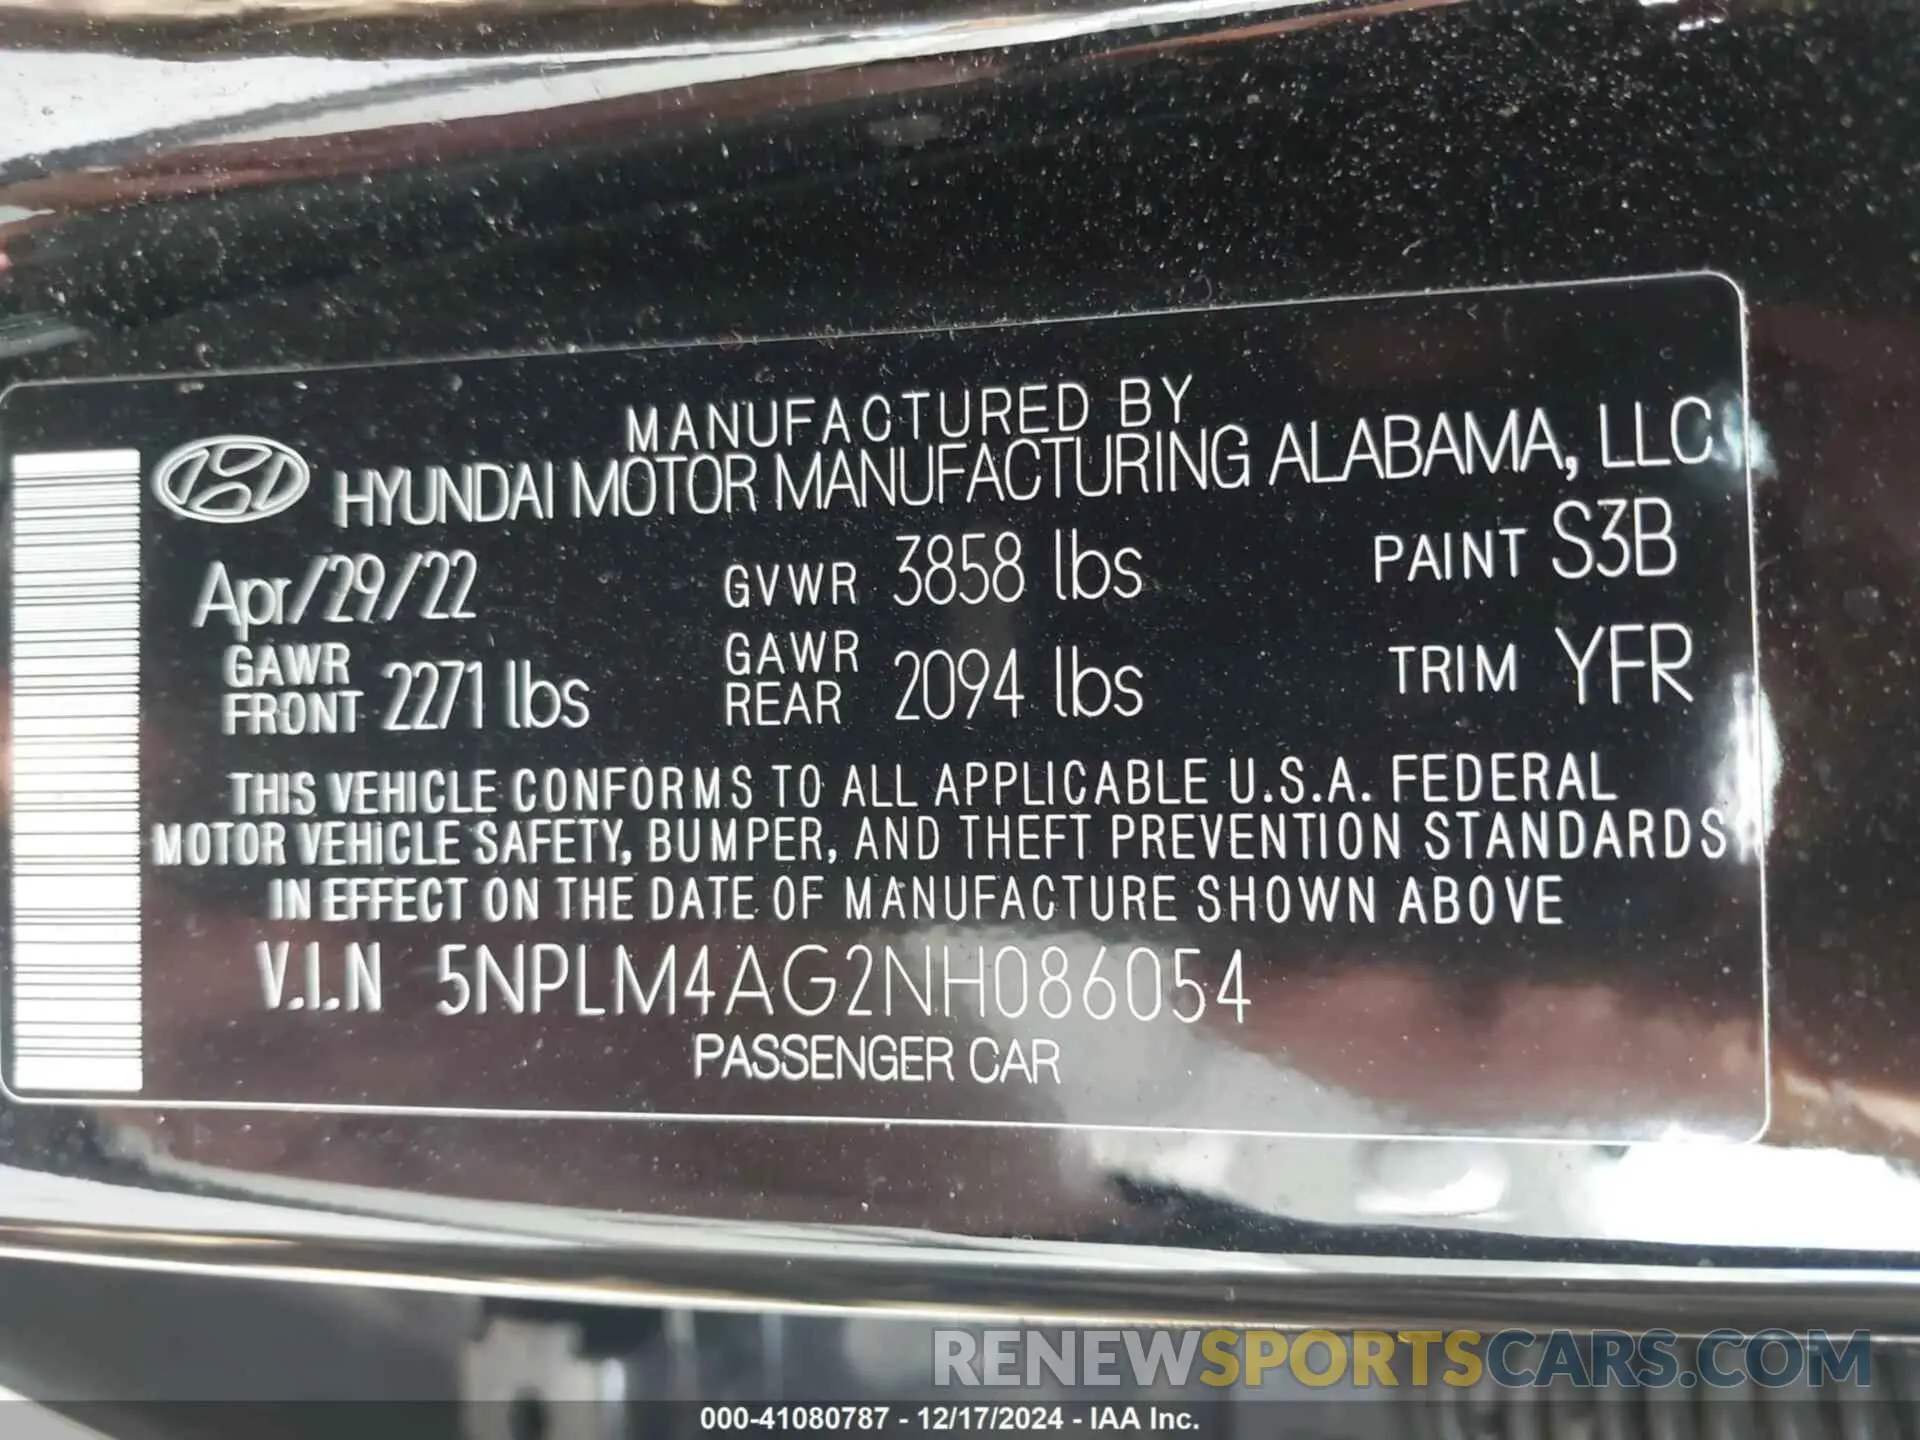 MANUFACTURED BY
HYUNDAI MOTOR MANUFACTURING ALABAMA, LLC
Apr/29/22 GVWR 3858 lbs PAINT S3B
GAWR FRONT 2271 lbs GAWR REAR 2094 lbs TRIM YFR
THIS VEHICLE CONFORMS TO ALL APPLICABLE U.S.A. FEDERAL
MOTOR VEHICLE SAFETY, BUMPER, AND THEFT PREVENTION STANDARDS
IN EFFECT ON THE DATE OF MANUFACTURE SHOWN ABOVE
V.I.N 5NPLM4AG2NH086054
PASSENGER CAR
RENEWSPORTSCARS.COM
000-41080787 - 12/17/2024 - IAA Inc.